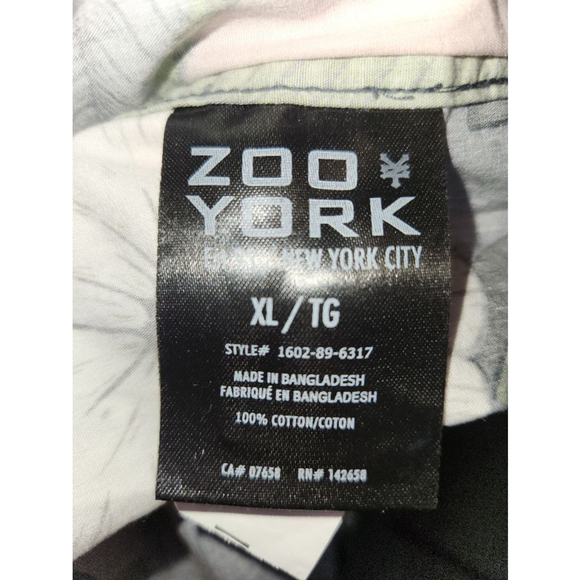 ZOO
YORK
NEW YORK CITY
XL / TG
STYLE# 1602-89-6317
MADE IN BANGLADESH
FABRIQUÉ EN BANGLADESH
100% COTTON/COTON
CA# 07658 RN# 142658